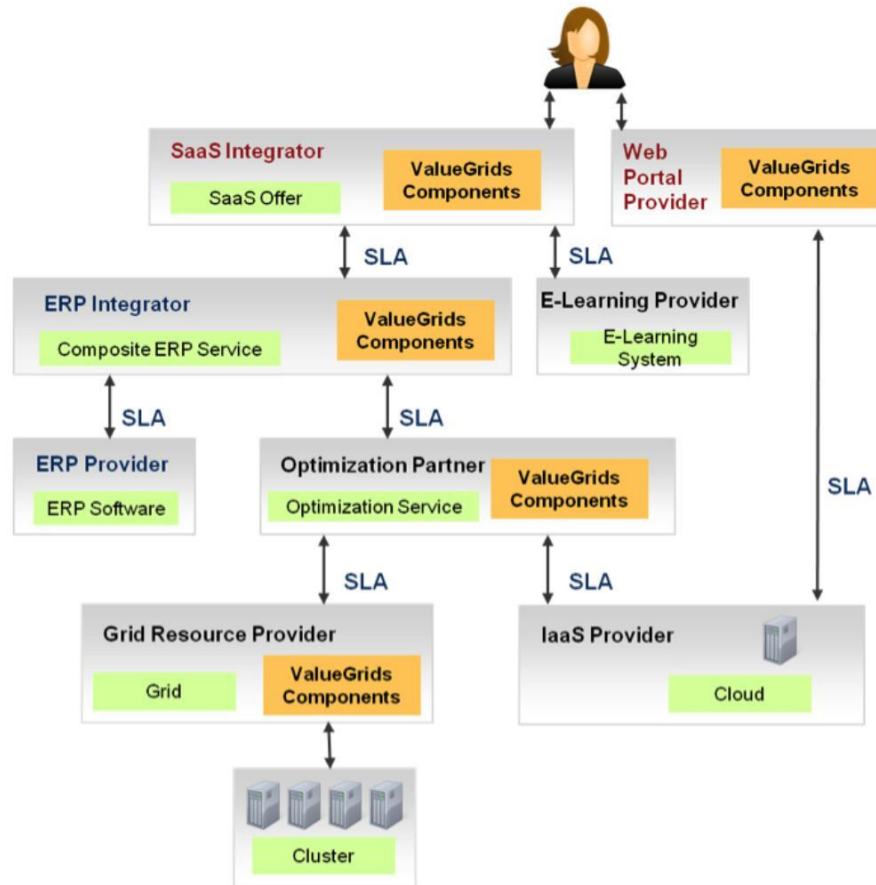 SaaS Integrator
SaaS Offer
ValueGrids
Components
Web
Portal
Provider
ValueGrids
Components
SLA
SLA
ERP Integrator
Composite ERP Service
ValueGrids
Components
E-Learning Provider
E-Learning
System
SLA
SLA
ERP Provider
ERP Software
Optimization Partner
Optimization Service
ValueGrids
Components
SLA
SLA
SLA
Grid Resource Provider
Grid
ValueGrids
Components
IaaS Provider
Cloud
Cluster